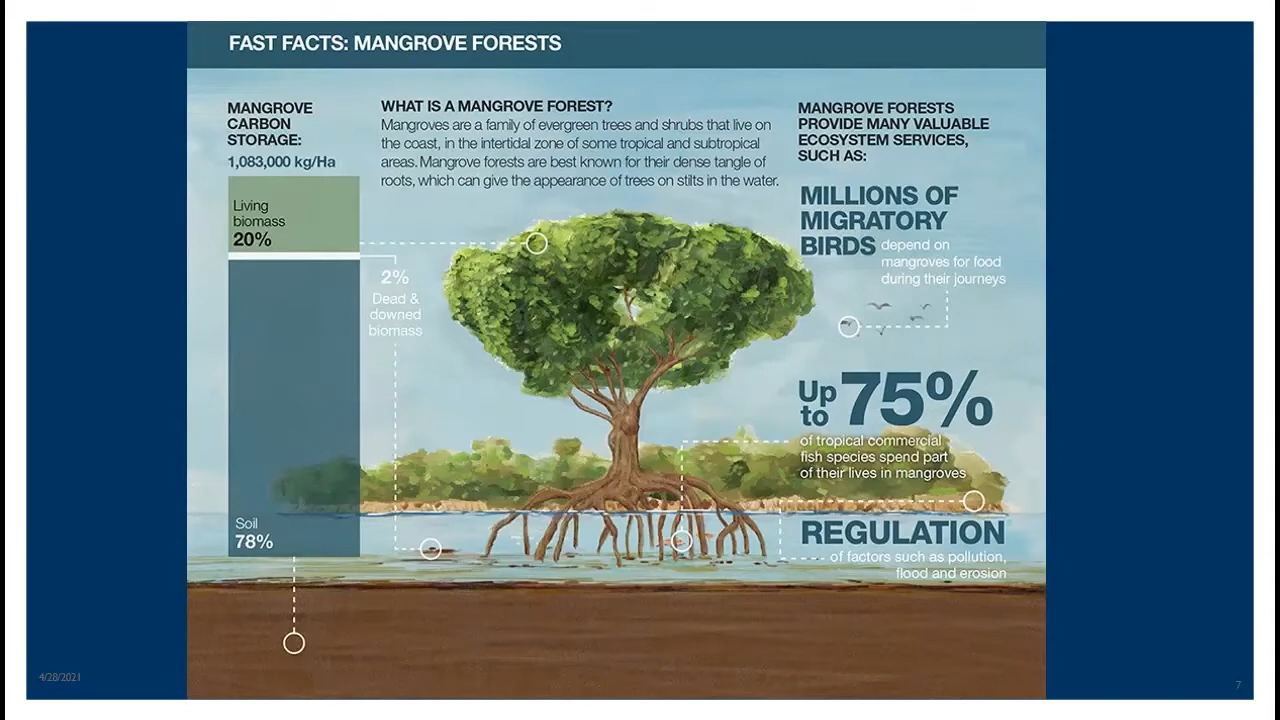 FAST FACTS: MANGROVE FORESTS
MANGROVE
CARBON
STORAGE:
1,083,000 kg/Ha
Living
biomass
20%
2%
Dead &
downed
biomass
Soil
78%
WHAT IS A MANGROVE FOREST?
Mangroves are a family of evergreen trees and shrubs that live on
the coast, in the intertidal zone of some tropical and subtropical
areas. Mangrove forests are best known for their dense tangle of
roots, which can give the appearance of trees on stilts in the water.
MANGROVE FORESTS
PROVIDE MANY VALUABLE
ECOSYSTEM SERVICES,
SUCH AS:
MILLIONS OF
MIGRATORY
BIRDS depend on
mangroves for food
during their journeys
Up to 75%
of tropical commercial
fish species spend part
of their lives in mangroves
REGULATION
of factors such as pollution,
flood and erosion
4/28/2021
7